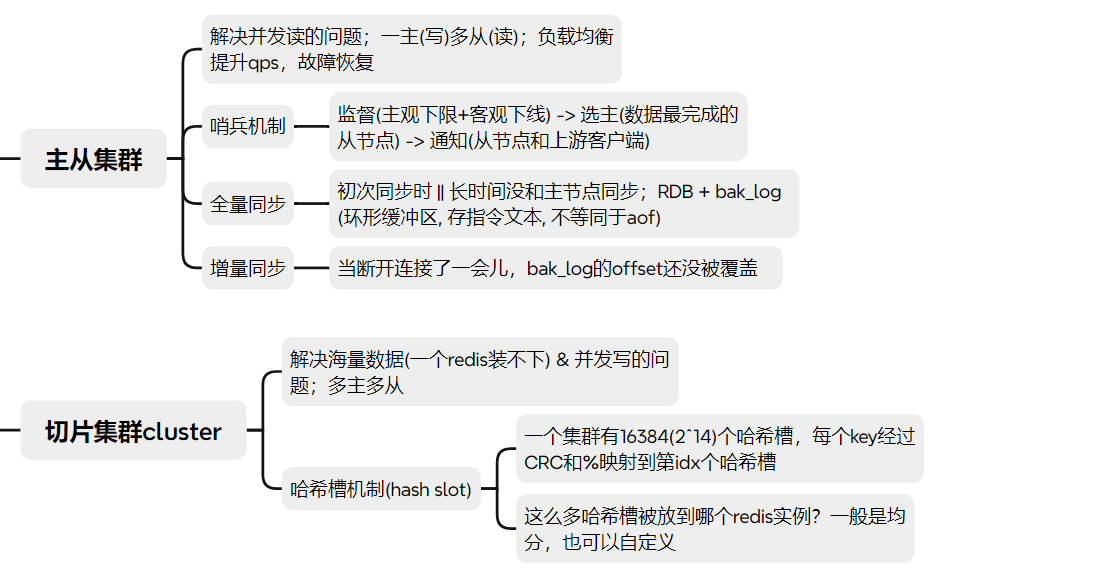 解决并发读的问题；一主(写)多从(读)；负载均衡
提升qps，故障恢复
哨兵机制
监督(主观下限+客观下线) -> 选主(数据最完成的
从节点) -> 通知(从节点和上游客户端)
主从集群
全量同步
初次同步时 || 长时间没和主节点同步；RDB + bak_log
(环形缓冲区, 存指令文本, 不等同于aof)
增量同步
当断开连接了一会儿，bak_log的offset还没被覆盖
解决海量数据(一个redis装不下) & 并发写的问
题；多主多从
切片集群cluster
哈希槽机制(hash slot)
一个集群有16384(2^14)个哈希槽，每个key经过
CRC和%映射到第idx个哈希槽
这么多哈希槽被放到哪个redis实例？一般是均
分，也可以自定义